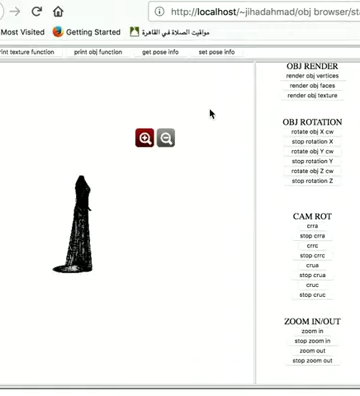 http://localhost/~jihadahmad/obj browser/sta
Most Visited Getting Started مواقيت الصلاة في القاهرة
rint texture function print obj function get pose info set pose info
OBJ RENDER
render obj vertices
render obj faces
render obj texture
OBJ ROTATION
rotate obj X cw
stop rotation X
rotate obj Y cw
stop rotation Y
rotate obj Z cw
stop rotation Z
CAM ROT
crra
stop crra
crrc
stop crrc
crua
stop crua
cruc
stop cruc
ZOOM IN/OUT
zoom in
stop zoom in
zoom out
stop zoom out